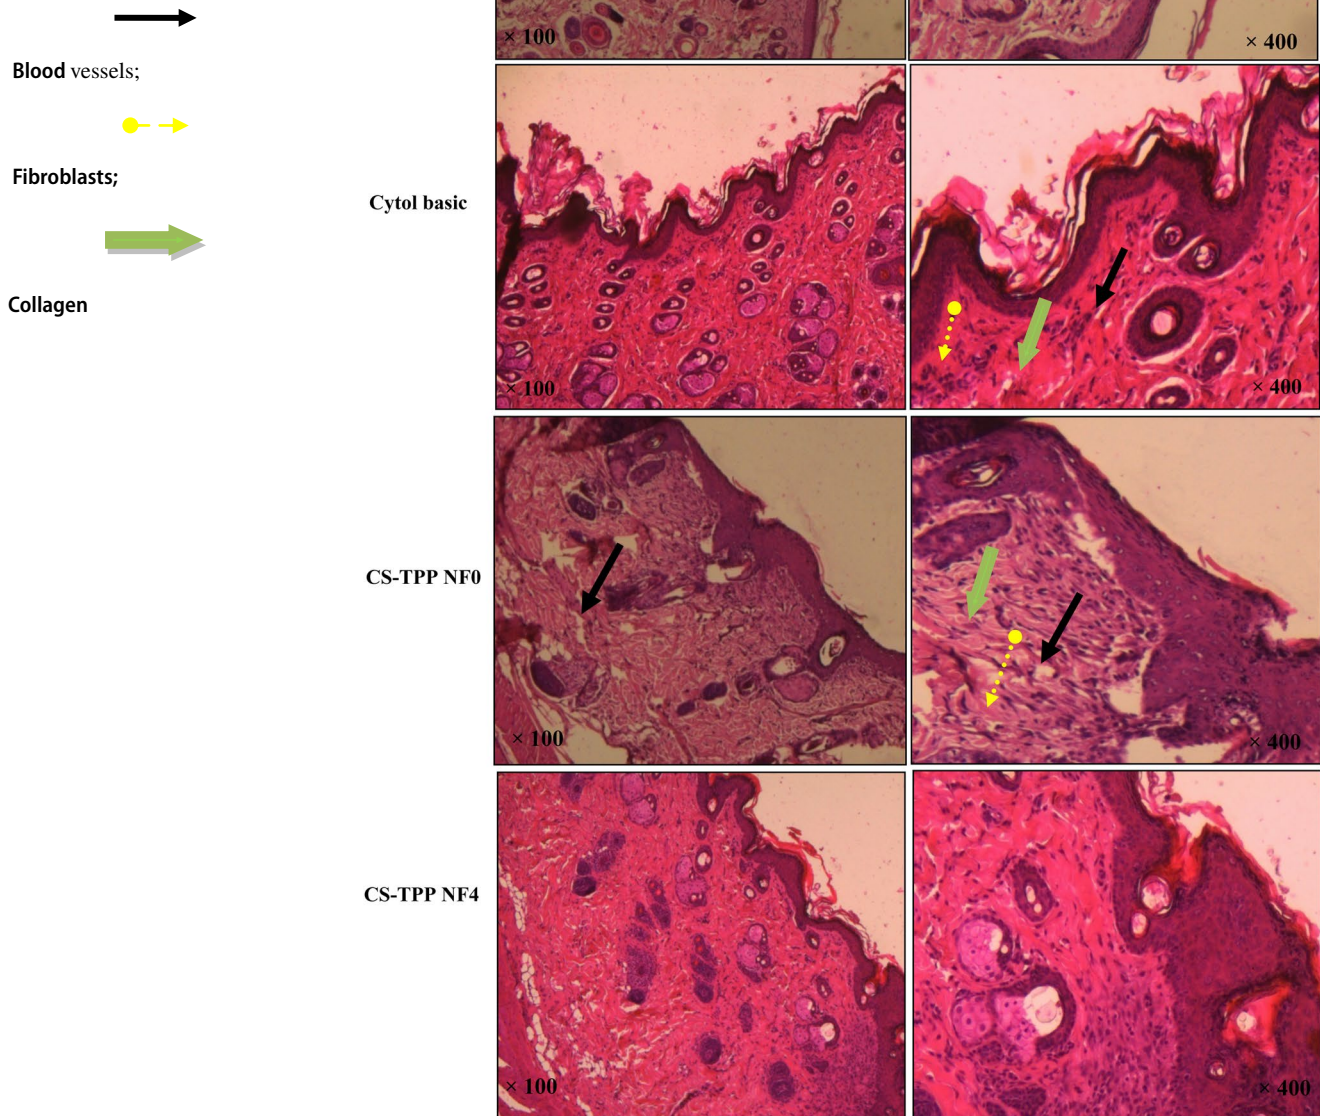 × 100
× 400
Blood vessels;
Fibroblasts;
Collagen
Cytol basic
× 100
× 400
CS-TPP NF0
× 100
× 400
CS-TPP NF4
× 100
× 400